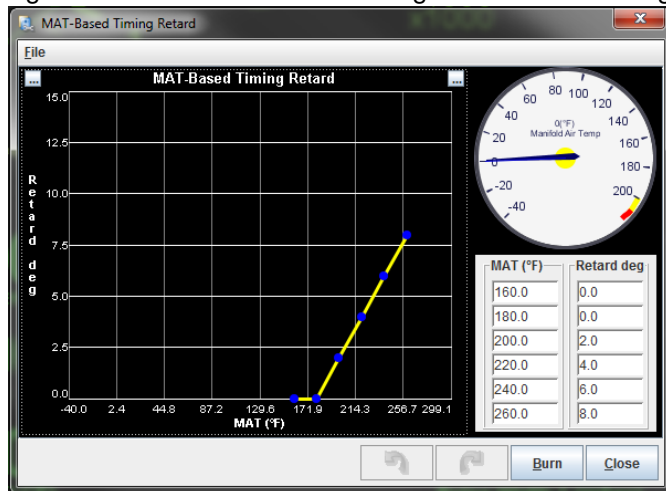 MAT-Based Timing Retard
x1000
File
...
MAT-Based Timing Retard
...
15.0
12.5
10.0
7.5
5.0
2.5
0.0
Retard deg
-40.0 2.4 44.8 87.2 129.6 171.9 214.3 256.7 299.1
MAT (°F)
-40
-20
0
20
40
60
80
100
120
140
160
180
200
0(°F)
Manifold Air Temp
MAT (°F) Retard deg
160.0 0.0
180.0 0.0
200.0 2.0
220.0 4.0
240.0 6.0
260.0 8.0
Burn Close